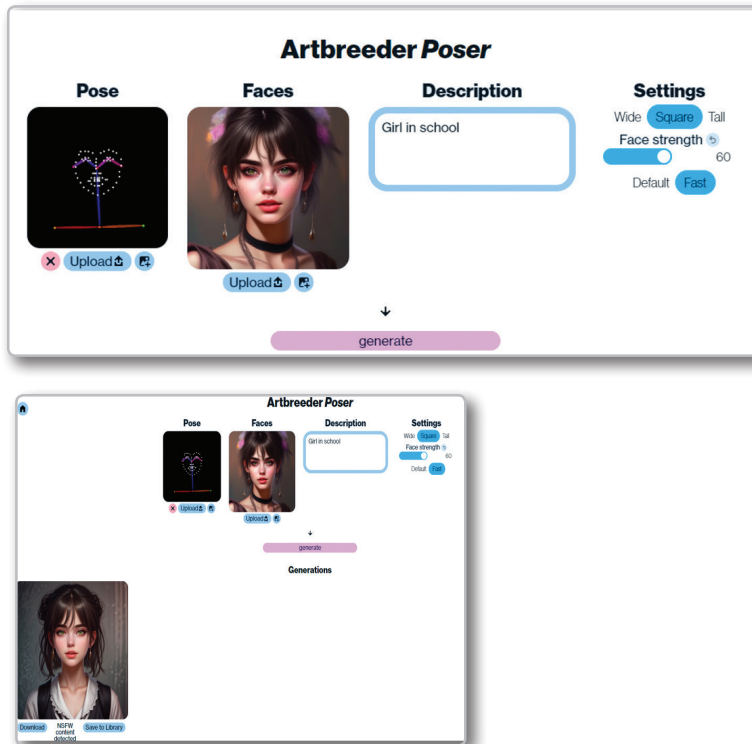 Artbreeder Poser
Pose Faces Description Settings
Girl in school
Wide Square Tall
Face strength
60
Default Fast
Upload
Upload
generate
Artbreeder Poser
Pose Faces Description Settings
Girl in school
Wide Square Tall
Face strength
60
Default Fast
Upload
Upload
generate
Generations
Download NSFW content detected Save to Library